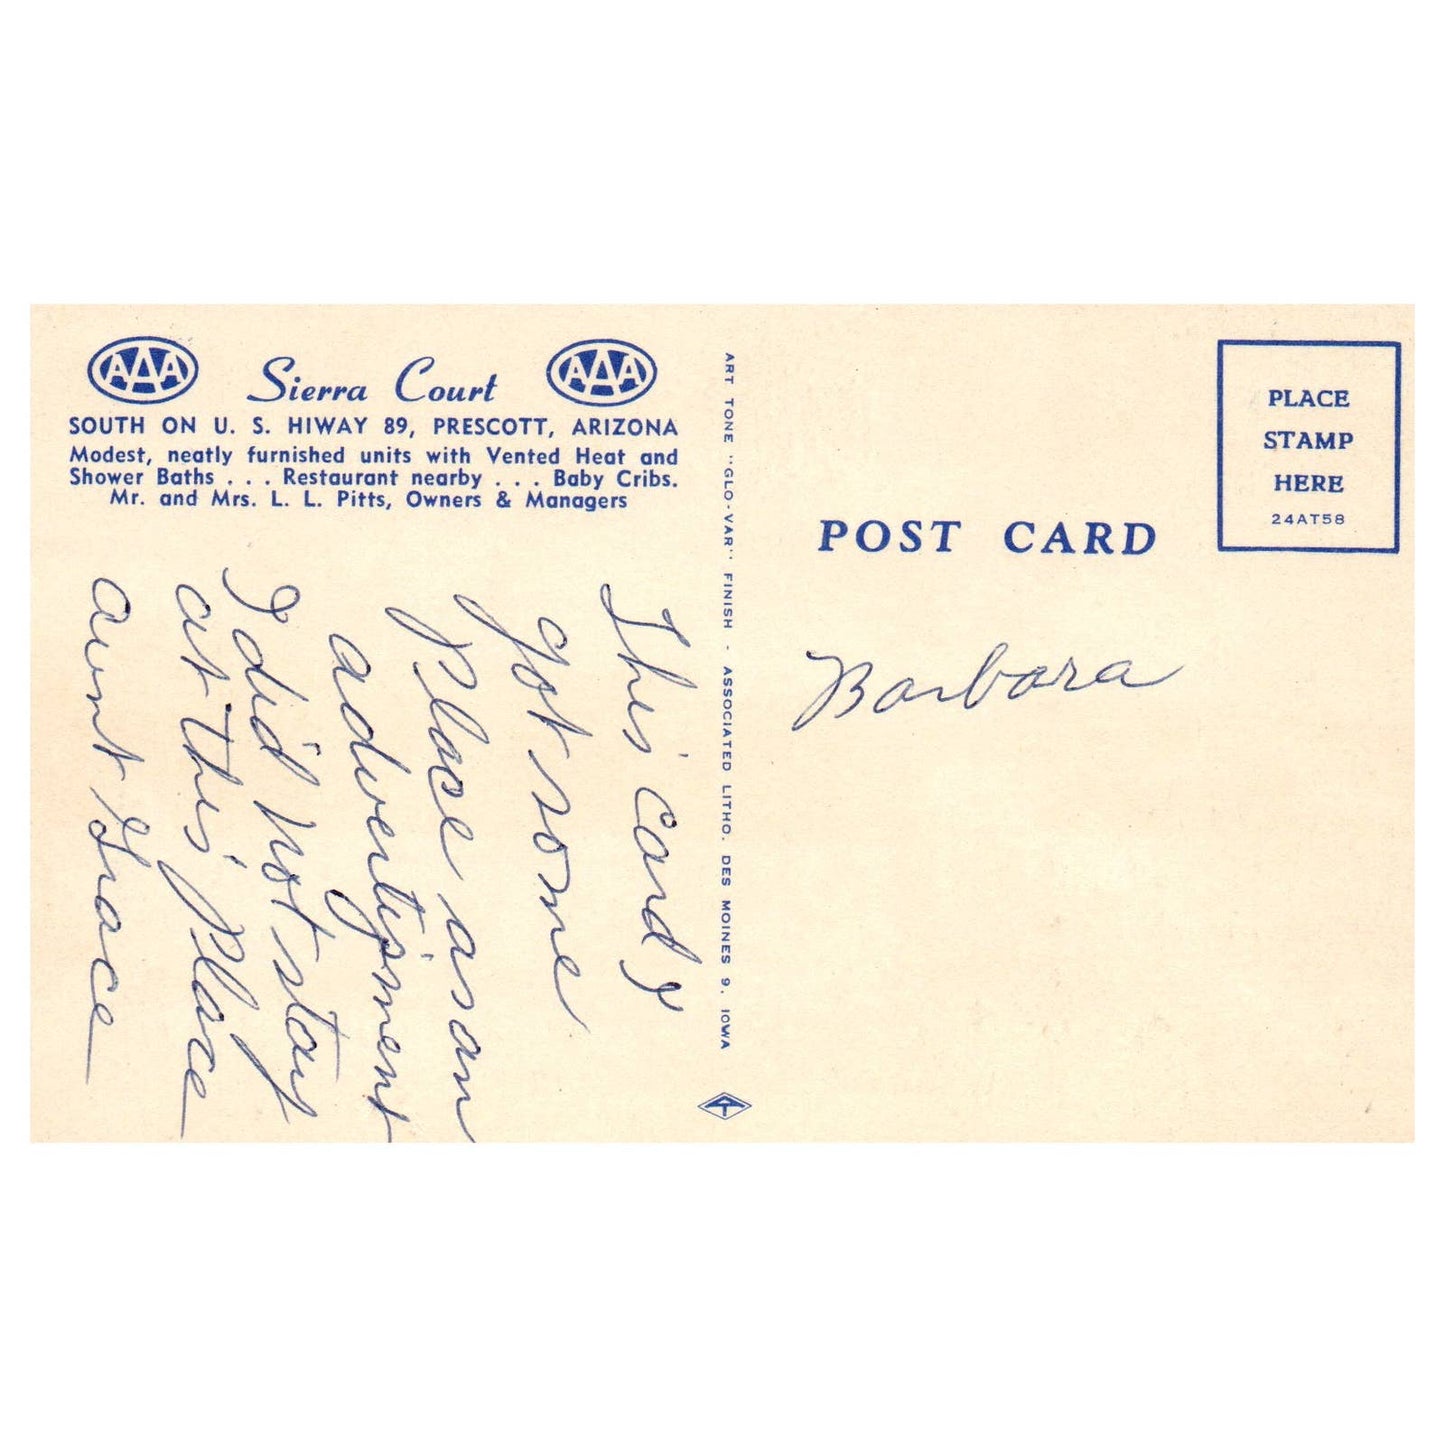 AAA Sierra Court AAA
SOUTH ON U. S. HIWAY 89, PRESCOTT, ARIZONA
Modest, neatly furnished units with Vented Heat and
Shower Baths . . . Restaurant nearby . . . Baby Cribs.
Mr. and Mrs. L. L. Pitts, Owners & Managers
This card I
got some
Place as an
advertisment
I did not stay
at this Place
aunt Grace
ART TONE "GLO-VAR" FINISH - ASSOCIATED LITHO. DES MOINES 9. IOWA
POST CARD
PLACE
STAMP
HERE
24AT58
Barbara